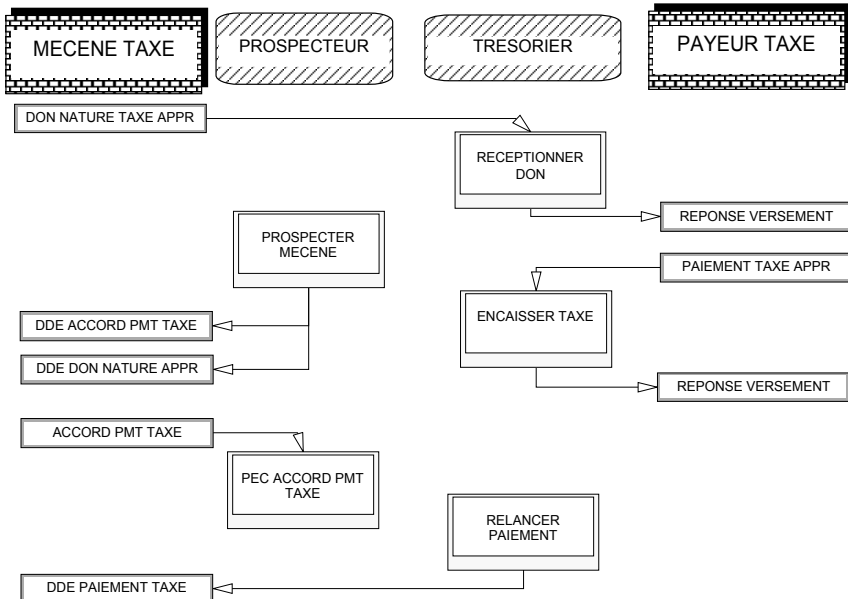 MECENE TAXE
PROSPECTEUR
TRESORIER
PAYEUR TAXE
DON NATURE TAXE APPR
RECEPTIONNER
DON
REPONSE VERSEMENT
PROSPECTER
MECENE
PAIEMENT TAXE APPR
ENCAISSER TAXE
DDE ACCORD PMT TAXE
DDE DON NATURE APPR
REPONSE VERSEMENT
ACCORD PMT TAXE
PEC ACCORD PMT
TAXE
RELANCER
PAIEMENT
DDE PAIEMENT TAXE